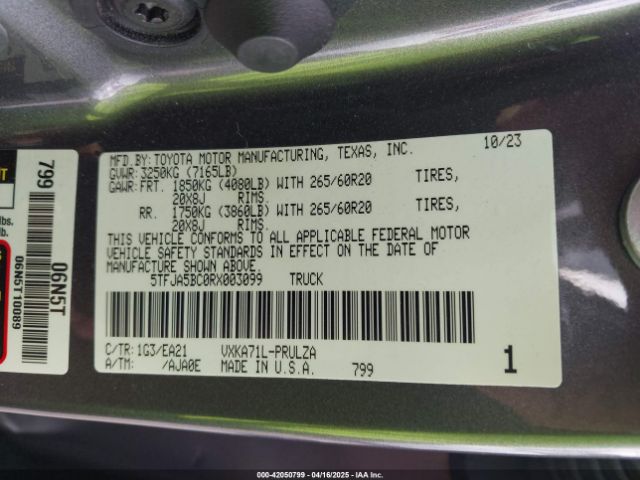 MFD.BY:TOYOTA MOTOR MANUFACTURING, TEXAS, INC. 10/23
GVWR:3250KG (7165LB)
GAWR:FRT. 1850KG (4080LB) WITH 265/60R20 TIRES,
20X8J RIMS,
RR. 1750KG (3860LB) WITH 265/60R20 TIRES,
20X8J RIMS.
THIS VEHICLE CONFORMS TO ALL APPLICABLE FEDERAL MOTOR
VEHICLE SAFETY STANDARDS IN EFFECT ON THE DATE OF
MANUFACTURE SHOWN ABOVE.
5TFJA5BC0RX003099 TRUCK
C/TR:1G3/EA21 VXKA71L-PRULZA
A/TM: /AJA0E MADE IN U.S.A. 799 1
799
06N5T
06N5T10089
lbs.
lb.
000-42050799 - 04/16/2025 - IAA Inc.